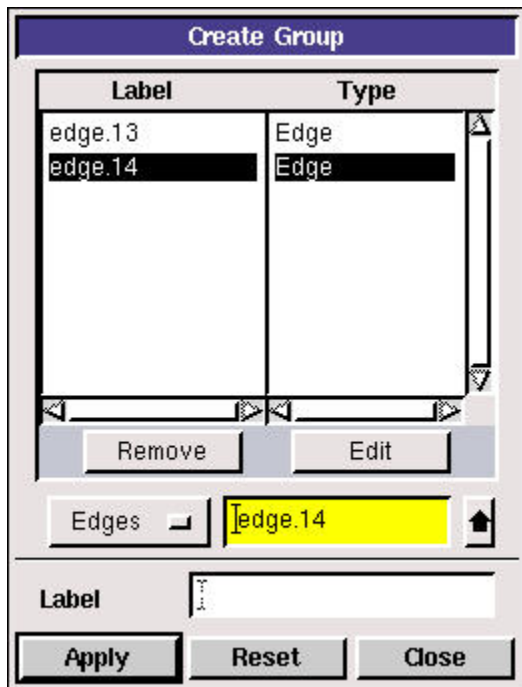 Create Group
Label Type
edge.13 Edge
edge.14 Edge
Remove Edit
Edges edge.14
Label
Apply Reset Close